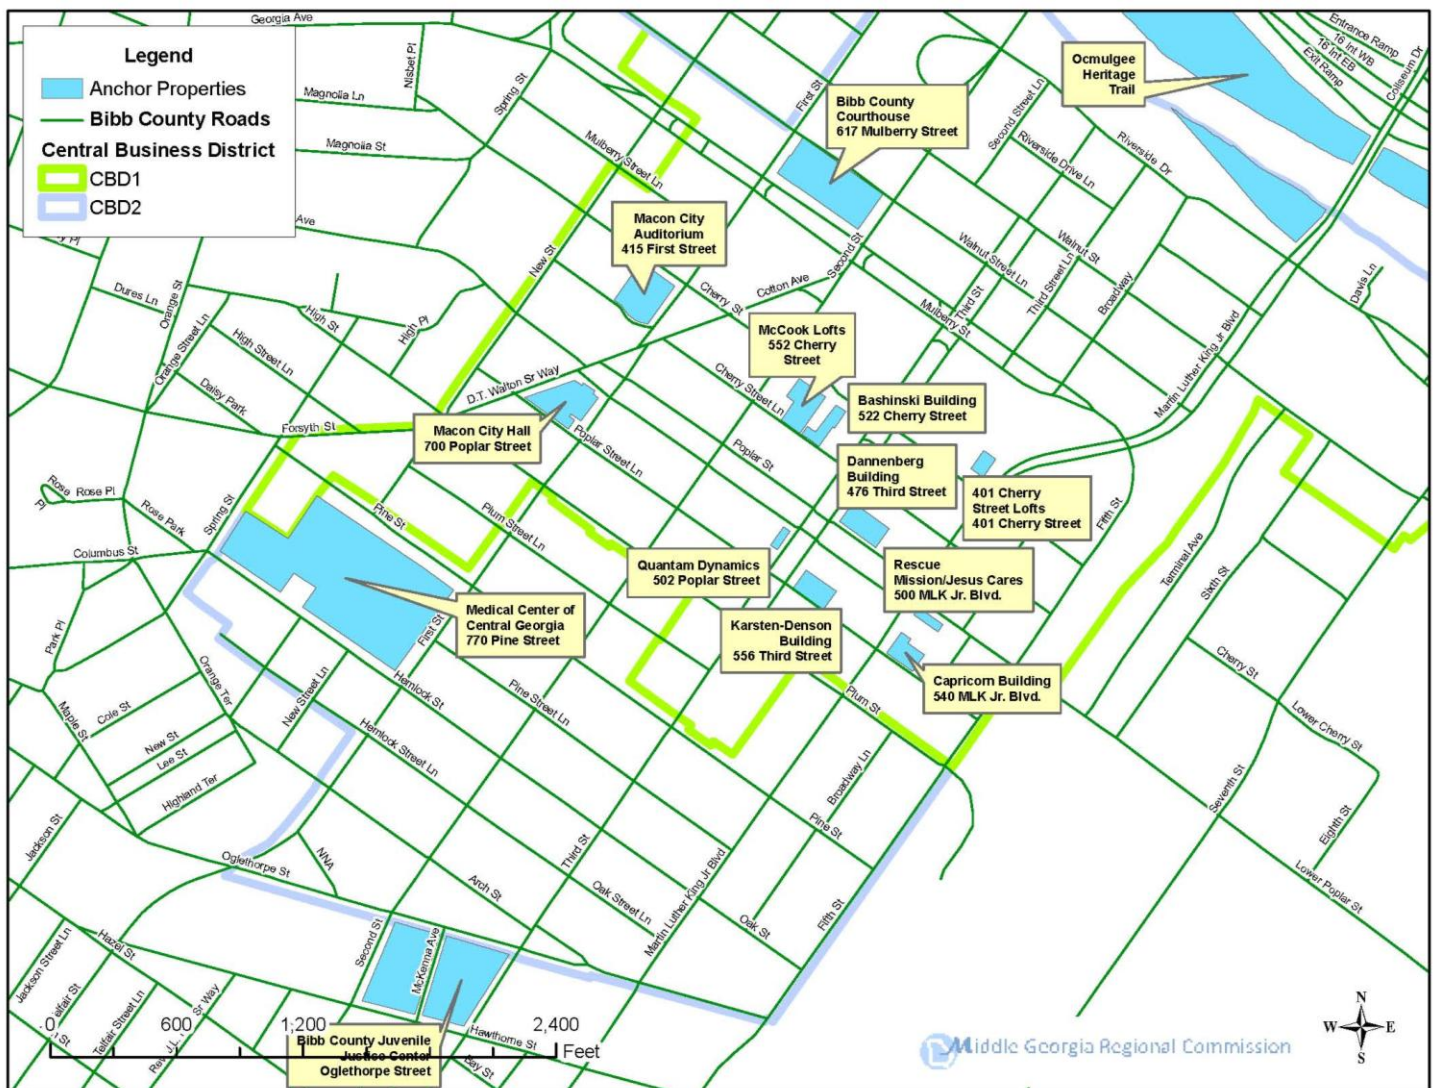 Georgia Ave
Legend
Anchor Properties
Bibb County Roads
Central Business District
CBD1
CBD2
Nisbet Pl
Magnolia Ln
Magnolia St
Ave
Spring St
Mulberry Street Ln
First St
Bibb County
Courthouse
617 Mulberry Street
Ocmulgee
Heritage
Trail
Entrance Ramp
16 Int WB
16 Int EB
Exit Ramp
Coliseum Dr
Second Street Ln
Riverside Drive Ln
Riverside Dr
Macon City
Auditorium
415 First Street
New St
Cherry St
Cotton Ave
Second St
Walnut Street Ln
Walnut St
Third Street Ln
Broadway
Third St
Mulberry St
Davis Ln
Martin Luther King Jr Blvd
Pl
Dures Ln
Orange St
Orange Street Ln
High St
High Pl
High Street Ln
Daisy Park
Forsyth St
D.T. Walton Sr Way
McCook Lofts
552 Cherry
Street
Cherry Street Ln
Bashinski Building
522 Cherry Street
Macon City Hall
700 Poplar Street
Poplar Street Ln
Poplar St
Dannenberg
Building
476 Third Street
401 Cherry
Street Lofts
401 Cherry Street
Fifth St
Rose Pl
Rose
Pl
Rose Park
Spring St
Columbus St
Pine St
Plum Street Ln
Quantam Dynamics
502 Poplar Street
Rescue
Mission/Jesus Cares
500 MLK Jr. Blvd.
Terminal Ave
Sixth St
Medical Center of
Central Georgia
770 Pine Street
First St
Karsten-Denson
Building
556 Third Street
Capricorn Building
540 MLK Jr. Blvd.
Plum St
Cherry St
Lower Cherry St
Park Pl
Maple St
Orange Ter
Cole St
New St
Lee St
Highland Ter
New Street Ln
Hemlock St
Hemlock Street Ln
Pine Street Ln
Broadway Ln
Pine St
Seventh St
Eighth St
Lower Poplar St
Jackson St
Oglethorpe St
NNA
Arch St
Third St
Oak Street Ln
Martin Luther King Jr Blvd
Oak St
Fifth St
Second St
McKenna Ave
Jackson Street Ln
Hazel St
Telfair Street Ln
Sr Way
Hawthorne St
Bay St
0 600 1,200 2,400
Feet
Bibb County Juvenile
Justice Center
Oglethorpe Street
Middle Georgia Regional Commission
N
W E
S